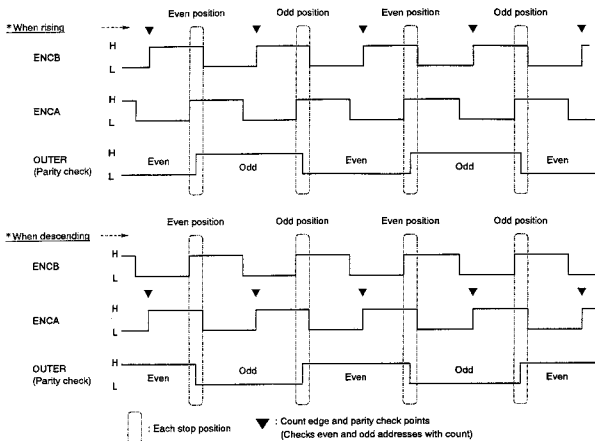 Even position Odd position Even position Odd position
* When rising
H
ENCB
L
H
ENCA
L
OUTER H
(Parity check) L
Even Odd Even Odd Even
Even position Odd position Even position Odd position
* When descending
H
ENCB
L
H
ENCA
L
OUTER H
(Parity check) L
Even Odd Even Odd Even
: Each stop position : Count edge and parity check points
(Checks even and odd addresses with count)